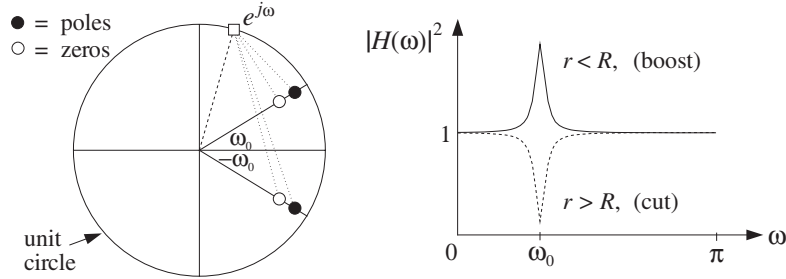 ● = poles
○ = zeros
e^{jω}
ω₀
−ω₀
unit
circle
|H(ω)|²
r < R, (boost)
1
r > R, (cut)
0
ω₀
π
ω